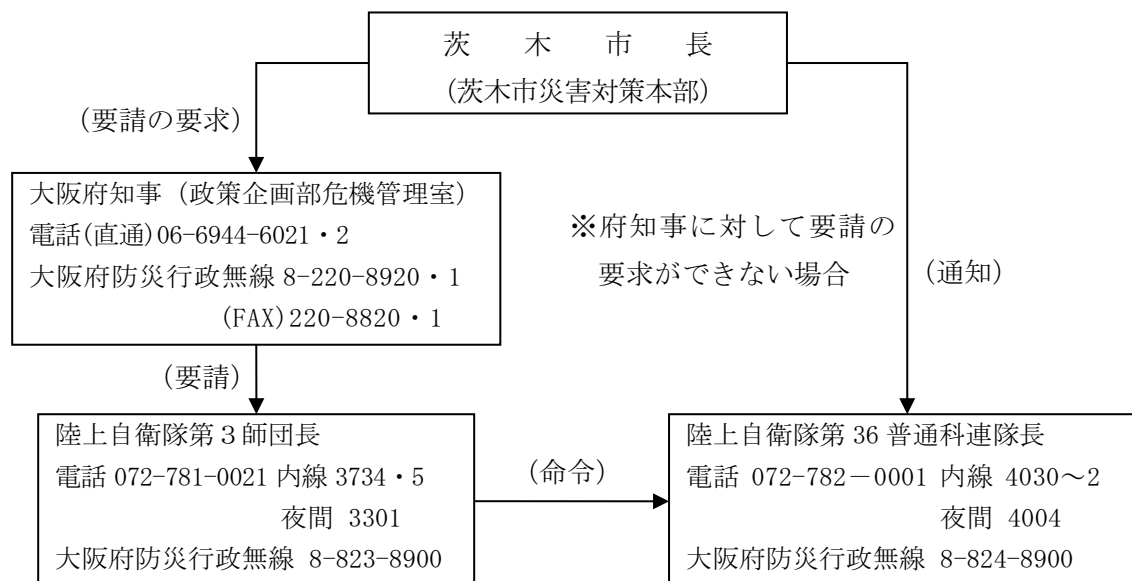 茨木市長
(茨木市災害対策本部)
(要請の要求)
大阪府知事（政策企画部危機管理室）
電話(直通)06-6944-6021・2
大阪府防災行政無線 8-220-8920・1
(FAX)220-8820・1
※府知事に対して要請の
要求ができない場合
(通知)
(要請)
陸上自衛隊第３師団長
電話 072-781-0021 内線 3734・5
夜間 3301
大阪府防災行政無線 8-823-8900
(命令)
陸上自衛隊第 36 普通科連隊長
電話 072-782－0001 内線 4030～2
夜間 4004
大阪府防災行政無線 8-824-8900